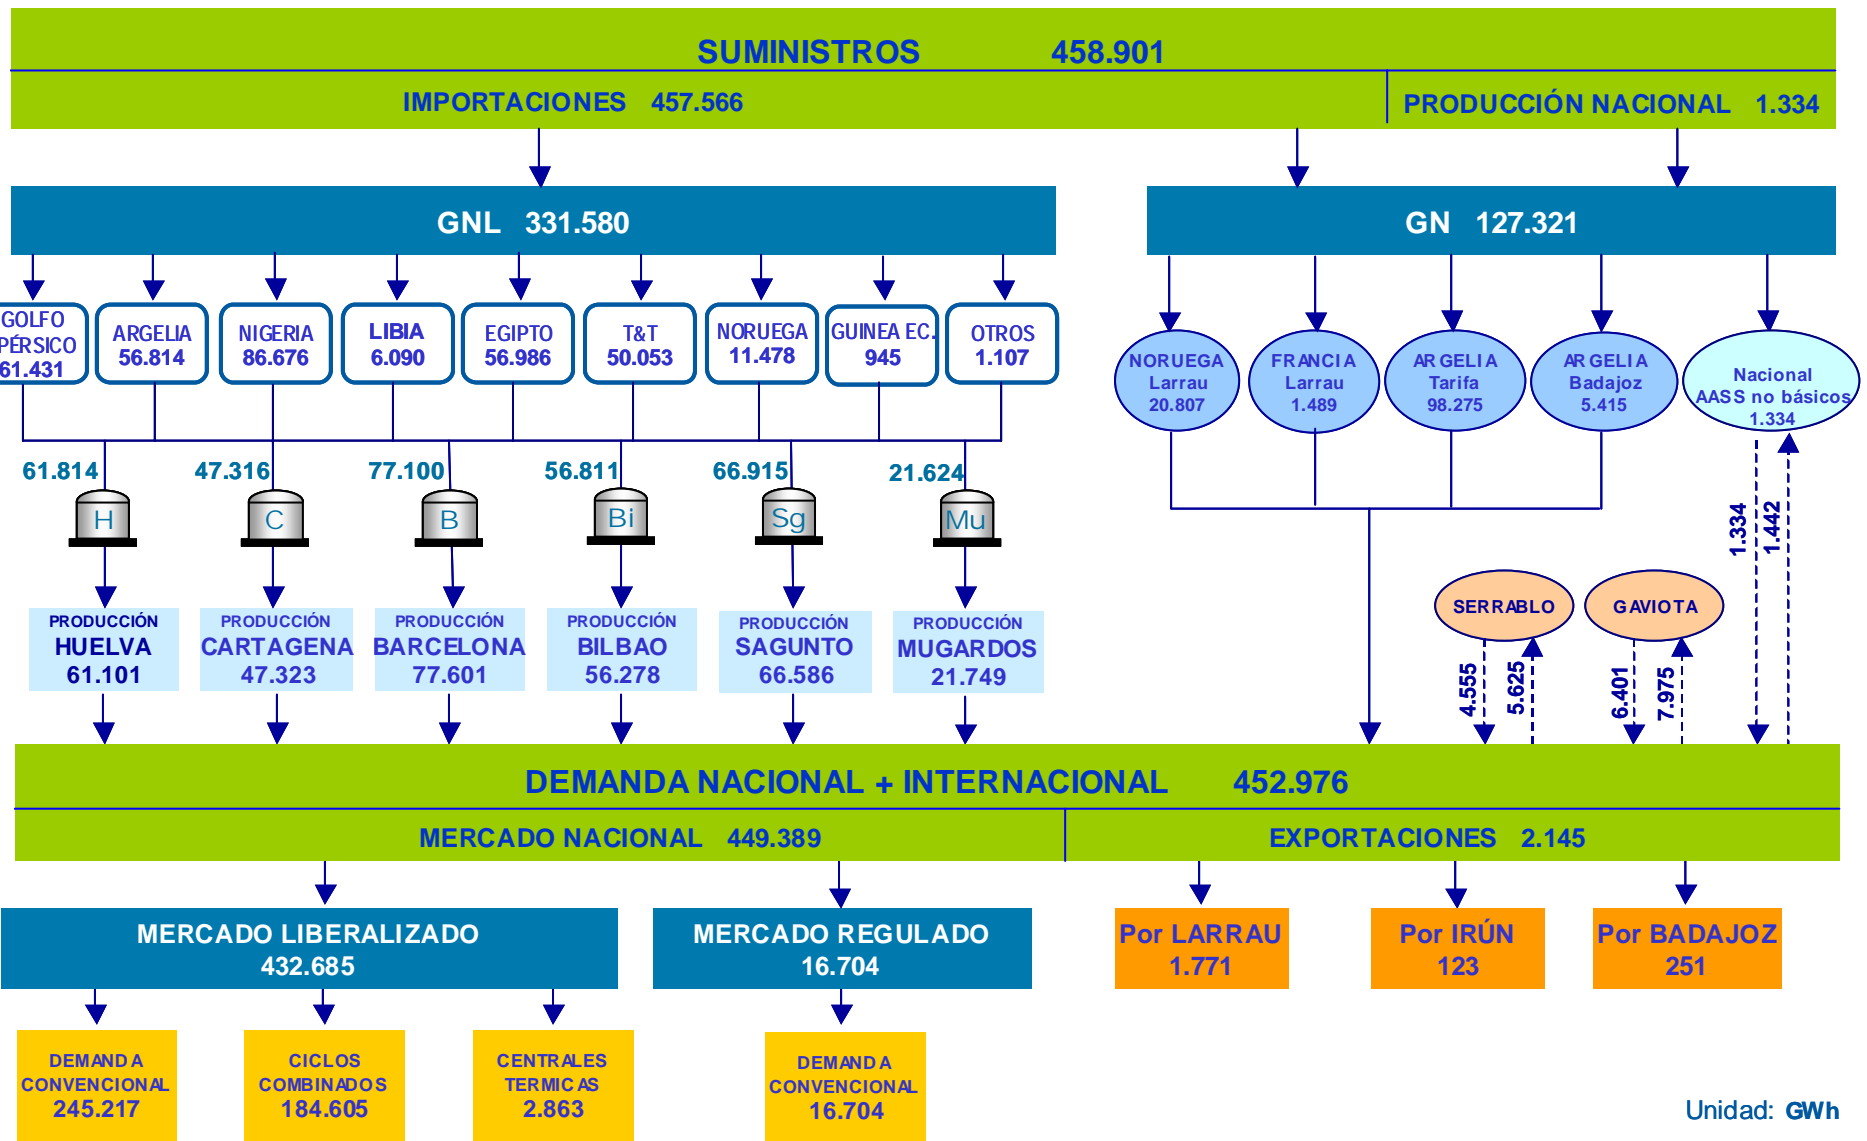 SUMINISTROS 458.901
IMPORTACIONES 457.566
PRODUCCIÓN NACIONAL 1.334
GNL 331.580
GN 127.321
GOLFO
PÉRSICO
61.431
ARGELIA
56.814
NIGERIA
86.676
LIBIA
6.090
EGIPTO
56.986
T&T
50.053
NORUEGA
11.478
GUINEA EC.
945
OTROS
1.107
NORUEGA
Larrau
20.807
FRANCIA
Larrau
1.489
ARGELIA
Tarifa
98.275
ARGELIA
Badajoz
5.415
Nacional
AASS no básicos
1.334
61.814
47.316
77.100
56.811
66.915
21.624
H
C
B
Bi
Sg
Mu
1.334
1.442
SERRABLO
GAVIOTA
4.555
5.625
6.401
7.975
PRODUCCIÓN
HUELVA
61.101
PRODUCCIÓN
CARTAGENA
47.323
PRODUCCIÓN
BARCELONA
77.601
PRODUCCIÓN
BILBAO
56.278
PRODUCCIÓN
SAGUNTO
66.586
PRODUCCIÓN
MUGARDOS
21.749
DEMANDA NACIONAL + INTERNACIONAL 452.976
MERCADO NACIONAL 449.389
EXPORTACIONES 2.145
MERCADO LIBERALIZADO
432.685
MERCADO REGULADO
16.704
Por LARRAU
1.771
Por IRÚN
123
Por BADAJOZ
251
DEMANDA
CONVENCIONAL
245.217
CICLOS
COMBINADOS
184.605
CENTRALES
TERMICAS
2.863
DEMANDA
CONVENCIONAL
16.704
Unidad: GWh